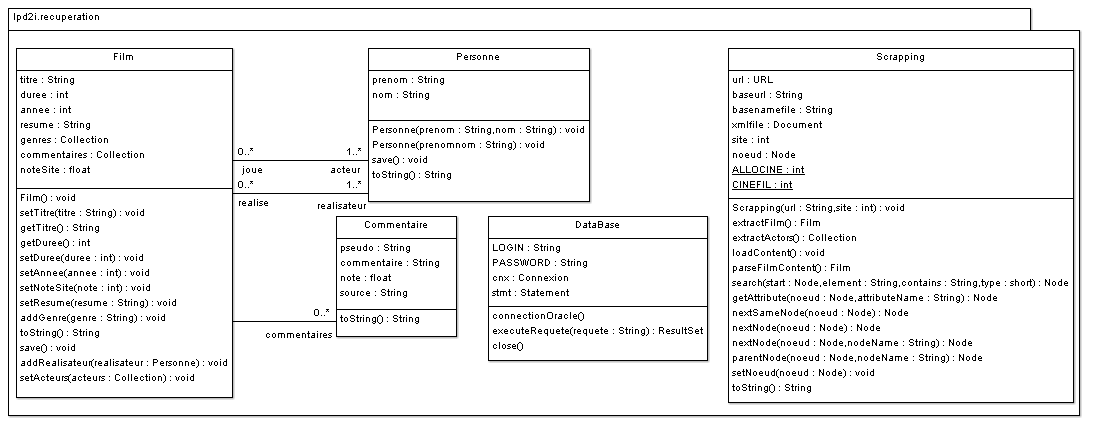 lpd2i.recuperation
Film
titre : String
duree : int
annee : int
resume : String
genres : Collection
commentaires : Collection
noteSite : float
Film() : void
setTitre(titre : String) : void
getTitre() : String
getDuree() : int
setDuree(duree : int) : void
setAnnee(annee : int) : void
setNoteSite(note : int) : void
setResume(resume : String) : void
addGenre(genre : String) : void
toString() : String
save() : void
addRealisateur(realisateur : Personne) : void
setActeurs(acteurs : Collection) : void
0..* 1..*
joue acteur
0..* 1..*
realise realisateur
0..*
commentaires
Personne
prenom : String
nom : String
Personne(prenom : String,nom : String) : void
Personne(prenomnom : String) : void
save() : void
toString() : String
Commentaire
pseudo : String
commentaire : String
note : float
source : String
toString() : String
DataBase
LOGIN : String
PASSWORD : String
cnx : Connexion
stmt : Statement
connectionOracle()
executeRequete(requete : String) : ResultSet
close()
Scrapping
url : URL
baseurl : String
basenamefile : String
xmlfile : Document
site : int
noeud : Node
ALLOCINE : int
CINEFIL : int
Scrapping(url : String,site : int) : void
extractFilm() : Film
extractActors() : Collection
loadContent() : void
parseFilmContent() : Film
search(start : Node,element : String,contains : String,type : short) : Node
getAttribute(noeud : Node,attributeName : String) : Node
nextSameNode(noeud : Node) : Node
nextNode(noeud : Node) : Node
nextNode(noeud : Node,nodeName : String) : Node
parentNode(noeud : Node,nodeName : String) : Node
setNoeud(noeud : Node) : void
toString() : String